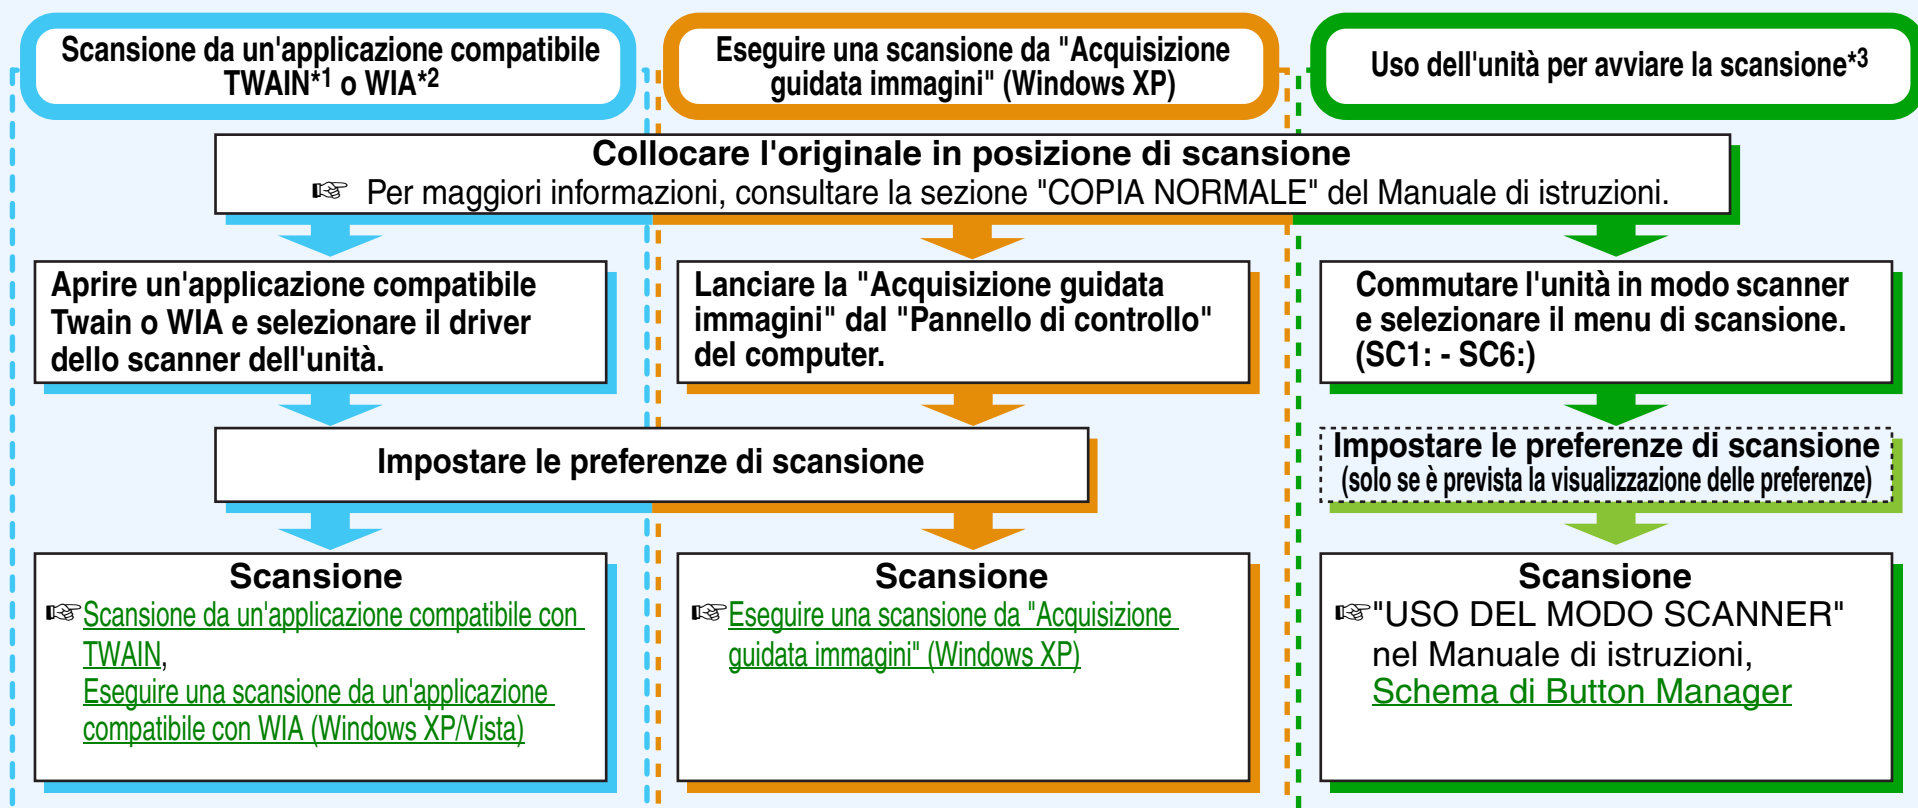 Scansione da un'applicazione compatibile
TWAIN*1 o WIA*2
Eseguire una scansione da "Acquisizione
guidata immagini" (Windows XP)
Uso dell'unità per avviare la scansione*3
Collocare l'originale in posizione di scansione
☞ Per maggiori informazioni, consultare la sezione "COPIA NORMALE" del Manuale di istruzioni.
Aprire un'applicazione compatibile
Twain o WIA e selezionare il driver
dello scanner dell'unità.
Lanciare la "Acquisizione guidata
immagini" dal "Pannello di controllo"
del computer.
Commutare l'unità in modo scanner
e selezionare il menu di scansione.
(SC1: - SC6:)
Impostare le preferenze di scansione
Impostare le preferenze di scansione
(solo se è prevista la visualizzazione delle preferenze)
Scansione
☞Scansione da un'applicazione compatibile con
TWAIN,
Eseguire una scansione da un'applicazione
compatibile con WIA (Windows XP/Vista)
Scansione
☞Eseguire una scansione da "Acquisizione
guidata immagini" (Windows XP)
Scansione
☞"USO DEL MODO SCANNER"
nel Manuale di istruzioni,
Schema di Button Manager